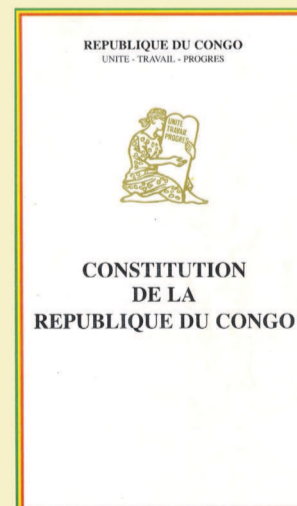 REPUBLIQUE DU CONGO
UNITE - TRAVAIL - PROGRES
UNITE
TRAVAIL
PROGRES
CONSTITUTION
DE LA
REPUBLIQUE DU CONGO